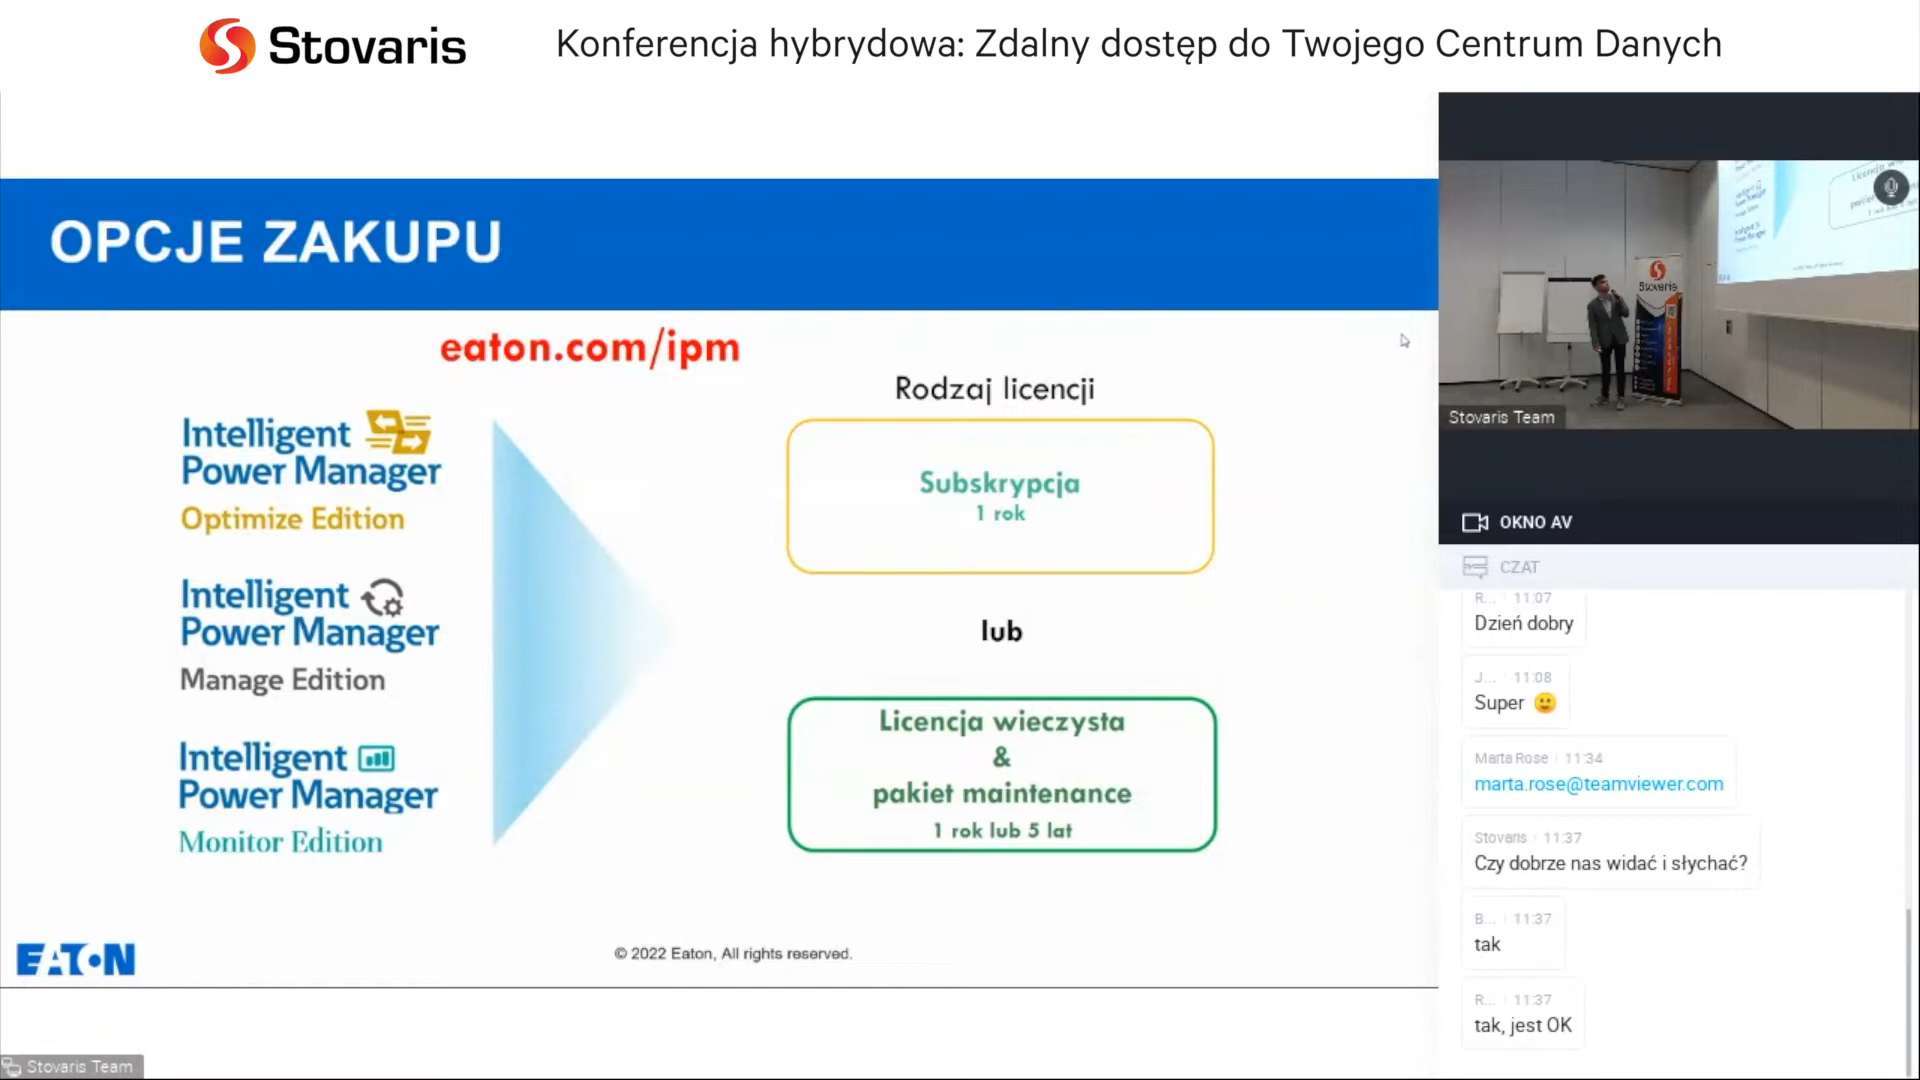 Stovaris
Konferencja hybrydowa: Zdalny dostęp do Twojego Centrum Danych
OPCJE ZAKUPU
eaton.com/ipm
Intelligent
Power Manager
Optimize Edition
Intelligent
Power Manager
Manage Edition
Intelligent
Power Manager
Monitor Edition
Rodzaj licencji
Subskrypcja
1 rok
lub
Licencja wieczysta
&
pakiet maintenance
1 rok lub 5 lat
EATON
© 2022 Eaton, All rights reserved.
Stovaris Team
Stovaris
Stovaris Team
OKNO AV
CZAT
R... 11:07
Dzień dobry
J... 11:08
Super 🙂
Marta Rose 11:34
marta.rose@teamviewer.com
Stovaris 11:37
Czy dobrze nas widać i słychać?
B... 11:37
tak
R... 11:37
tak, jest OK